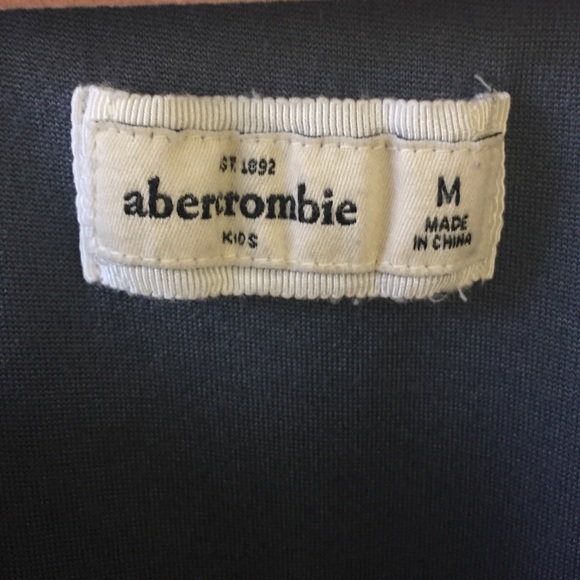 EST. 1892
abercrombie
KIDS
M
MADE
IN CHINA